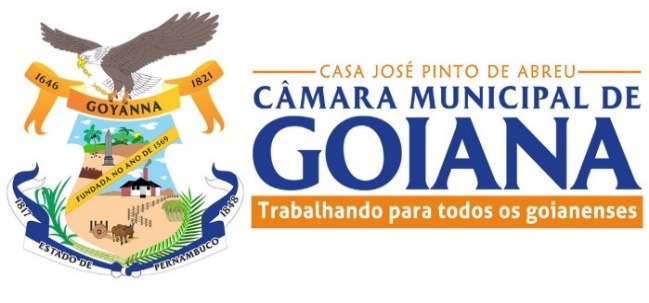 1646
1821
GOYANNA
FUNDADA NO ANO DE 1569
1817
1848
ESTADO DE
PERNAMBUCO
CASA JOSÉ PINTO DE ABREU
CÂMARA MUNICIPAL DE
GOIANA
Trabalhando para todos os goianenses